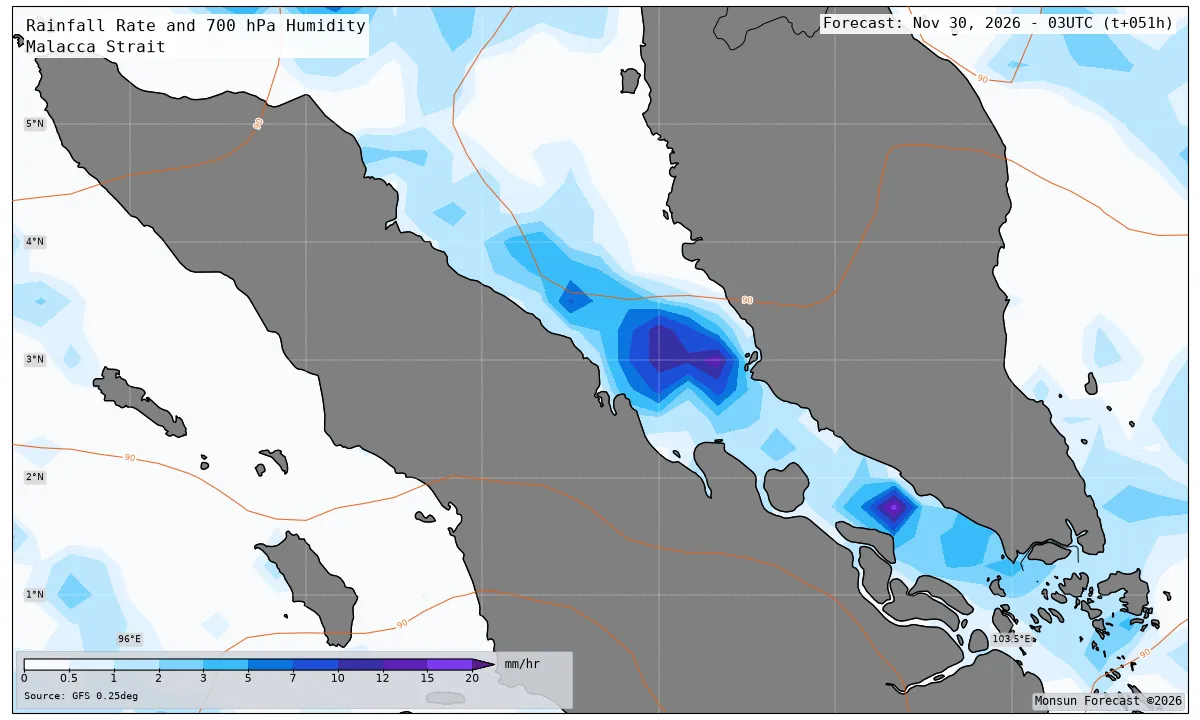 Rainfall Rate and 700 hPa Humidity
Malacca Strait
Forecast: Nov 30, 2026 - 03UTC (t+051h)
90
90
5°N
4°N
90
3°N
90
2°N
1°N
90
96°E
103.5°E
90
mm/hr
0 0.5 1 2 3 5 7 10 12 15 20
Source: GFS 0.25deg
Monsun Forecast ©2026